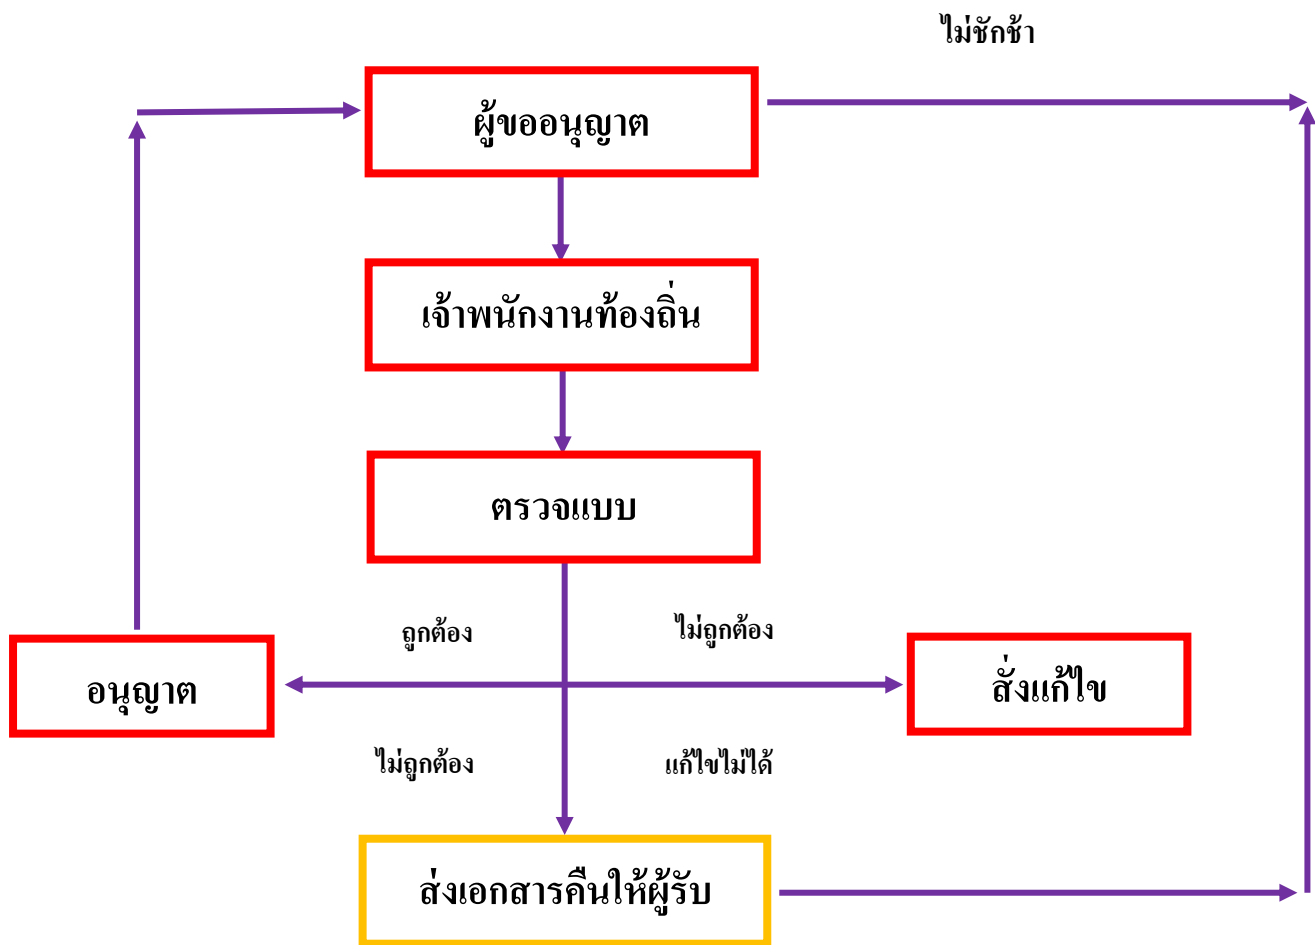 ไม่ชักช้า
ผู้ขออนุญาต
เจ้าพนักงานท้องถิ่น
ตรวจแบบ
ถูกต้อง
ไม่ถูกต้อง
อนุญาต
สั่งแก้ไข
ไม่ถูกต้อง
แก้ไขไม่ได้
ส่งเอกสารคืนให้ผู้รับ